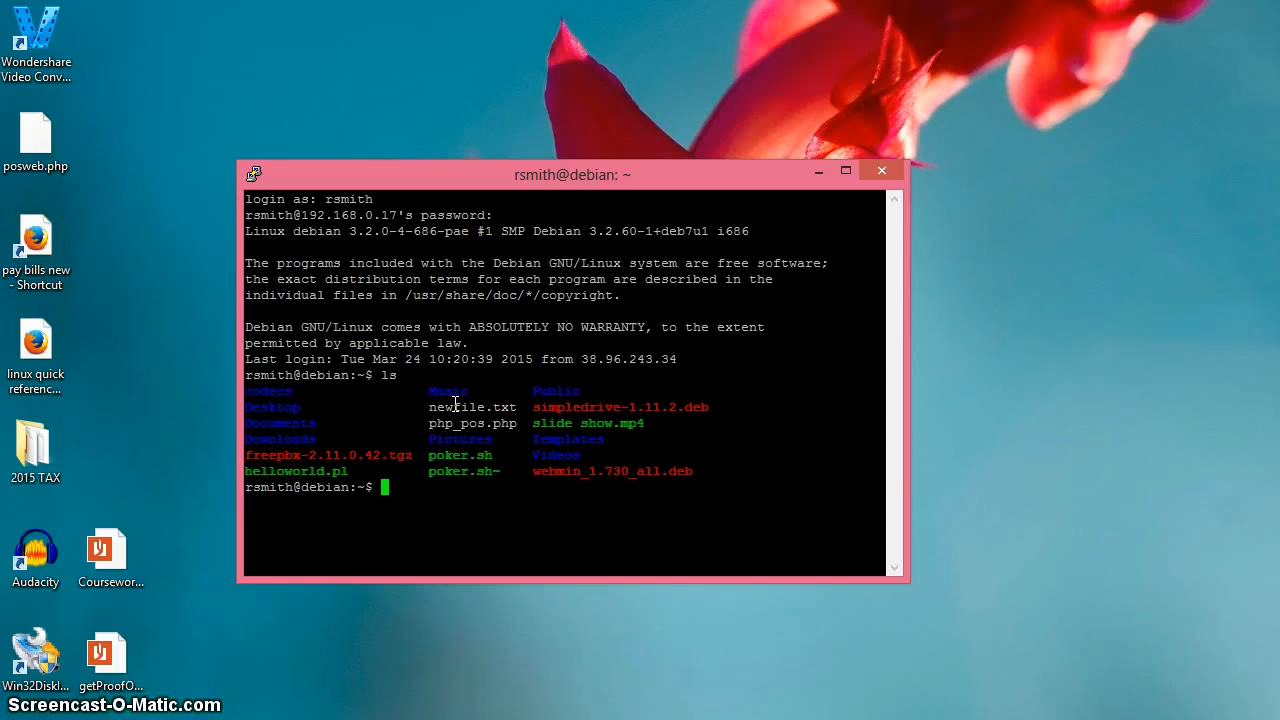 Wondershare
Video Conv...
posweb.php
pay bills new
- Shortcut
linux quick
referenc...
2015 TAX
Audacity
Coursewor...
Win32DiskI...
getProofO...
rsmith@debian: ~
login as: rsmith
rsmith@192.168.0.17's password:
Linux debian 3.2.0-4-686-pae #1 SMP Debian 3.2.60-1+deb7u1 i686
The programs included with the Debian GNU/Linux system are free software;
the exact distribution terms for each program are described in the
individual files in /usr/share/doc/*/copyright.
Debian GNU/Linux comes with ABSOLUTELY NO WARRANTY, to the extent
permitted by applicable law.
Last login: Tue Mar 24 10:20:39 2015 from 38.96.243.34
rsmith@debian:~$ ls
codecs Music Public
Desktop newfile.txt simpledrive-1.11.2.deb
Documents php_pos.php slide show.mp4
Downloads Pictures Templates
freepbx-2.11.0.42.tgz poker.sh Videos
helloworld.pl poker.sh~ webmin_1.730_all.deb
rsmith@debian:~$
Screencast-O-Matic.com